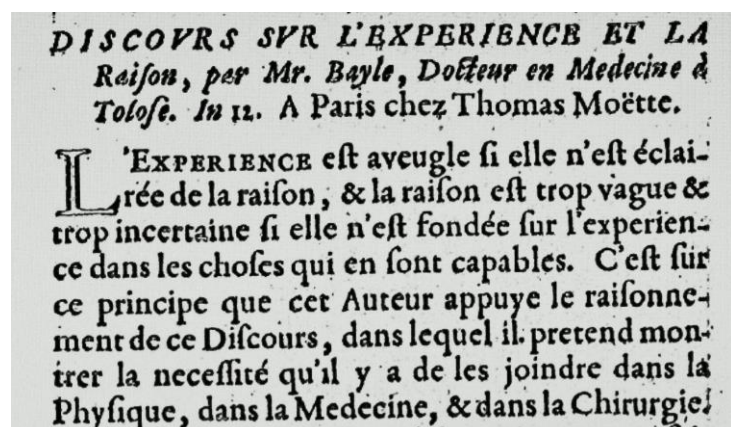 DISCOVRS SVR L'EXPERIENCE ET LA
Raiſon, par Mr. Bayle, Docteur en Medecine à
Toloſe. In 12. A Paris chez Thomas Moëtte.
L'EXPERIENCE eſt aveugle ſi elle n'eſt éclai-
rée de la raiſon, & la raiſon eſt trop vague &
trop incertaine ſi elle n'eſt fondée ſur l'experien-
ce dans les choſes qui en ſont capables. C'eſt ſur
ce principe que cet Auteur appuye le raiſonne-
ment de ce Diſcours, dans lequel il pretend mon-
trer la neceſſité qu'il y a de les joindre dans la
Phyſique, dans la Medecine, & dans la Chirurgie.